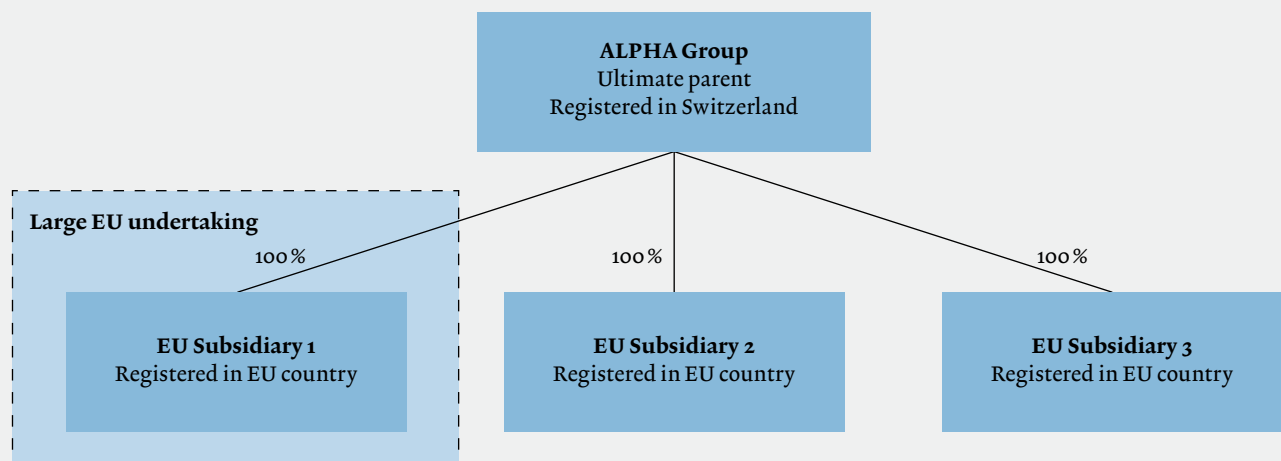 ALPHA Group
Ultimate parent
Registered in Switzerland
Large EU undertaking
100 %
100 %
100 %
EU Subsidiary 1
Registered in EU country
EU Subsidiary 2
Registered in EU country
EU Subsidiary 3
Registered in EU country